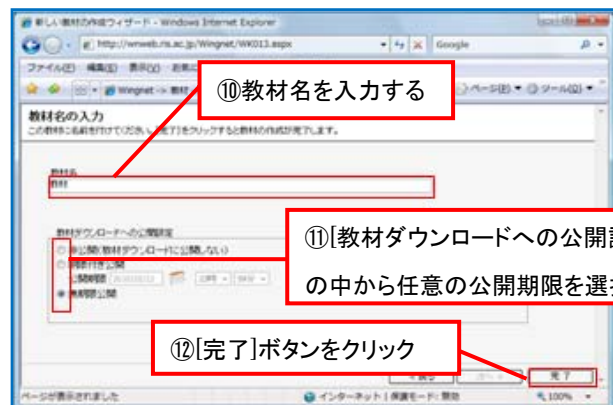 新しい教材の作成ウィザード - Windows Internet Explorer
http://wnweb.ris.ac.jp/Wingnet/WK013.aspx
Google
ファイル(F) 編集(E) 表示(V)
Wingnet -> 教材
ページ(P) ツール(O)
⑩教材名を入力する
教材名の入力
この教材に名前を付けてください。[完了]をクリックすると教材の作成が完了します。
教材名
教材
教材ダウンロードへの公開設定
非公開(教材ダウンロードに公開しない)
期限付き公開
公開期限
無期限公開
⑪[教材ダウンロードへの公開
の中から任意の公開期限を選
⑫[完了]ボタンをクリック
完了
ページが表示されました
インターネット | 保護モード: 無効
100%